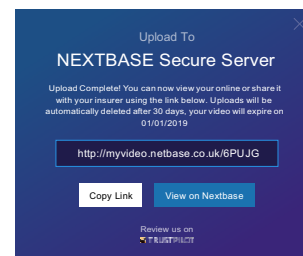 Upload To
NEXTBASE Secure Server
Upload Complete! You can now view your online or share it
with your insurer using the link below. Uploads will be
automatically deleted after 30 days, your video will expire on
01/01/2019
http://myvideo.netbase.co.uk/6PUJG
Copy Link
View on Nextbase
Review us on
TRUSTPILOT